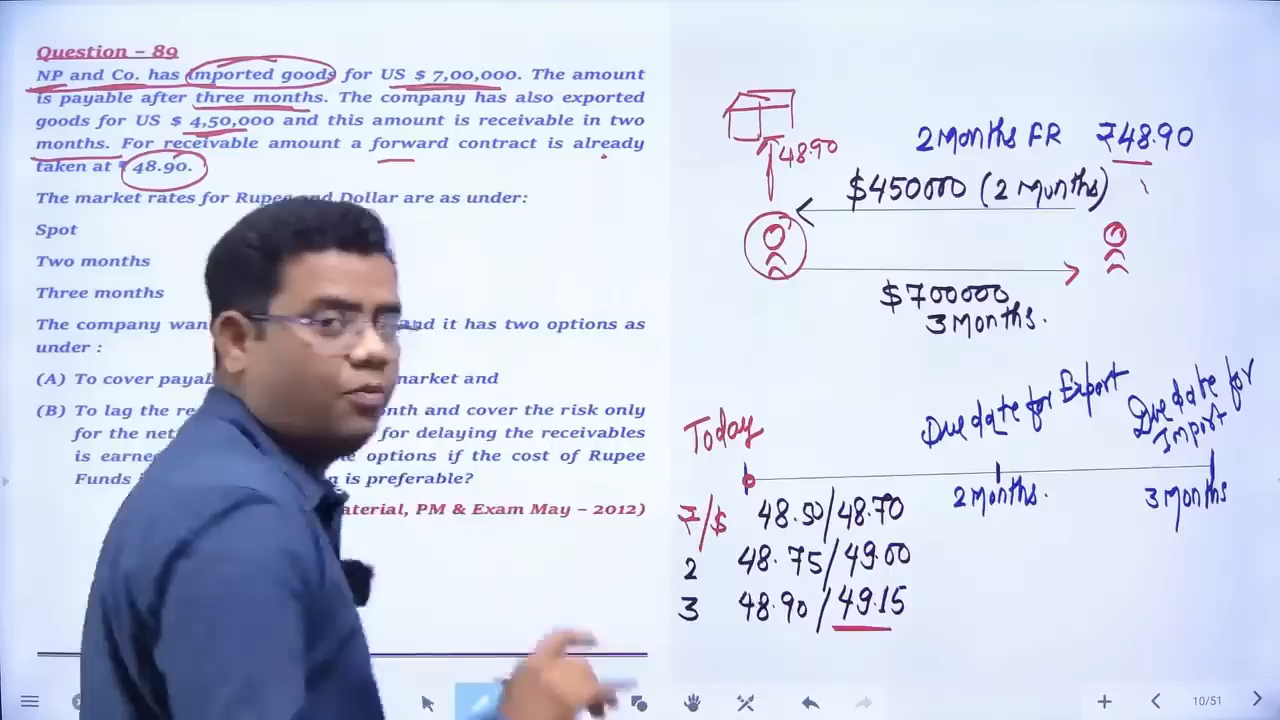 Question – 89
NP and Co. has imported goods for US $ 7,00,000. The amount
is payable after three months. The company has also exported
goods for US $ 4,50,000 and this amount is receivable in two
months. For receivable amount a forward contract is already
taken at 48.90.
The market rates for Rupee and Dollar are as under:
Spot
Two months
Three months
The company and it has two options as
under :
(A) To cover market and
(B) To lag the and cover the risk only
for the net for delaying the receivables
is options if the cost of Rupee
Funds is preferable?
PM & Exam May – 2012)
48.90
2 Months FR ₹48.90
$450000 (2 Months)
$700000
3 Months.
Today
Due date for Export
Due date for
Import
2 Months.
3 Months
₹/$ 48.50/48.70
2 48.75/49.00
3 48.90/49.15
10/51